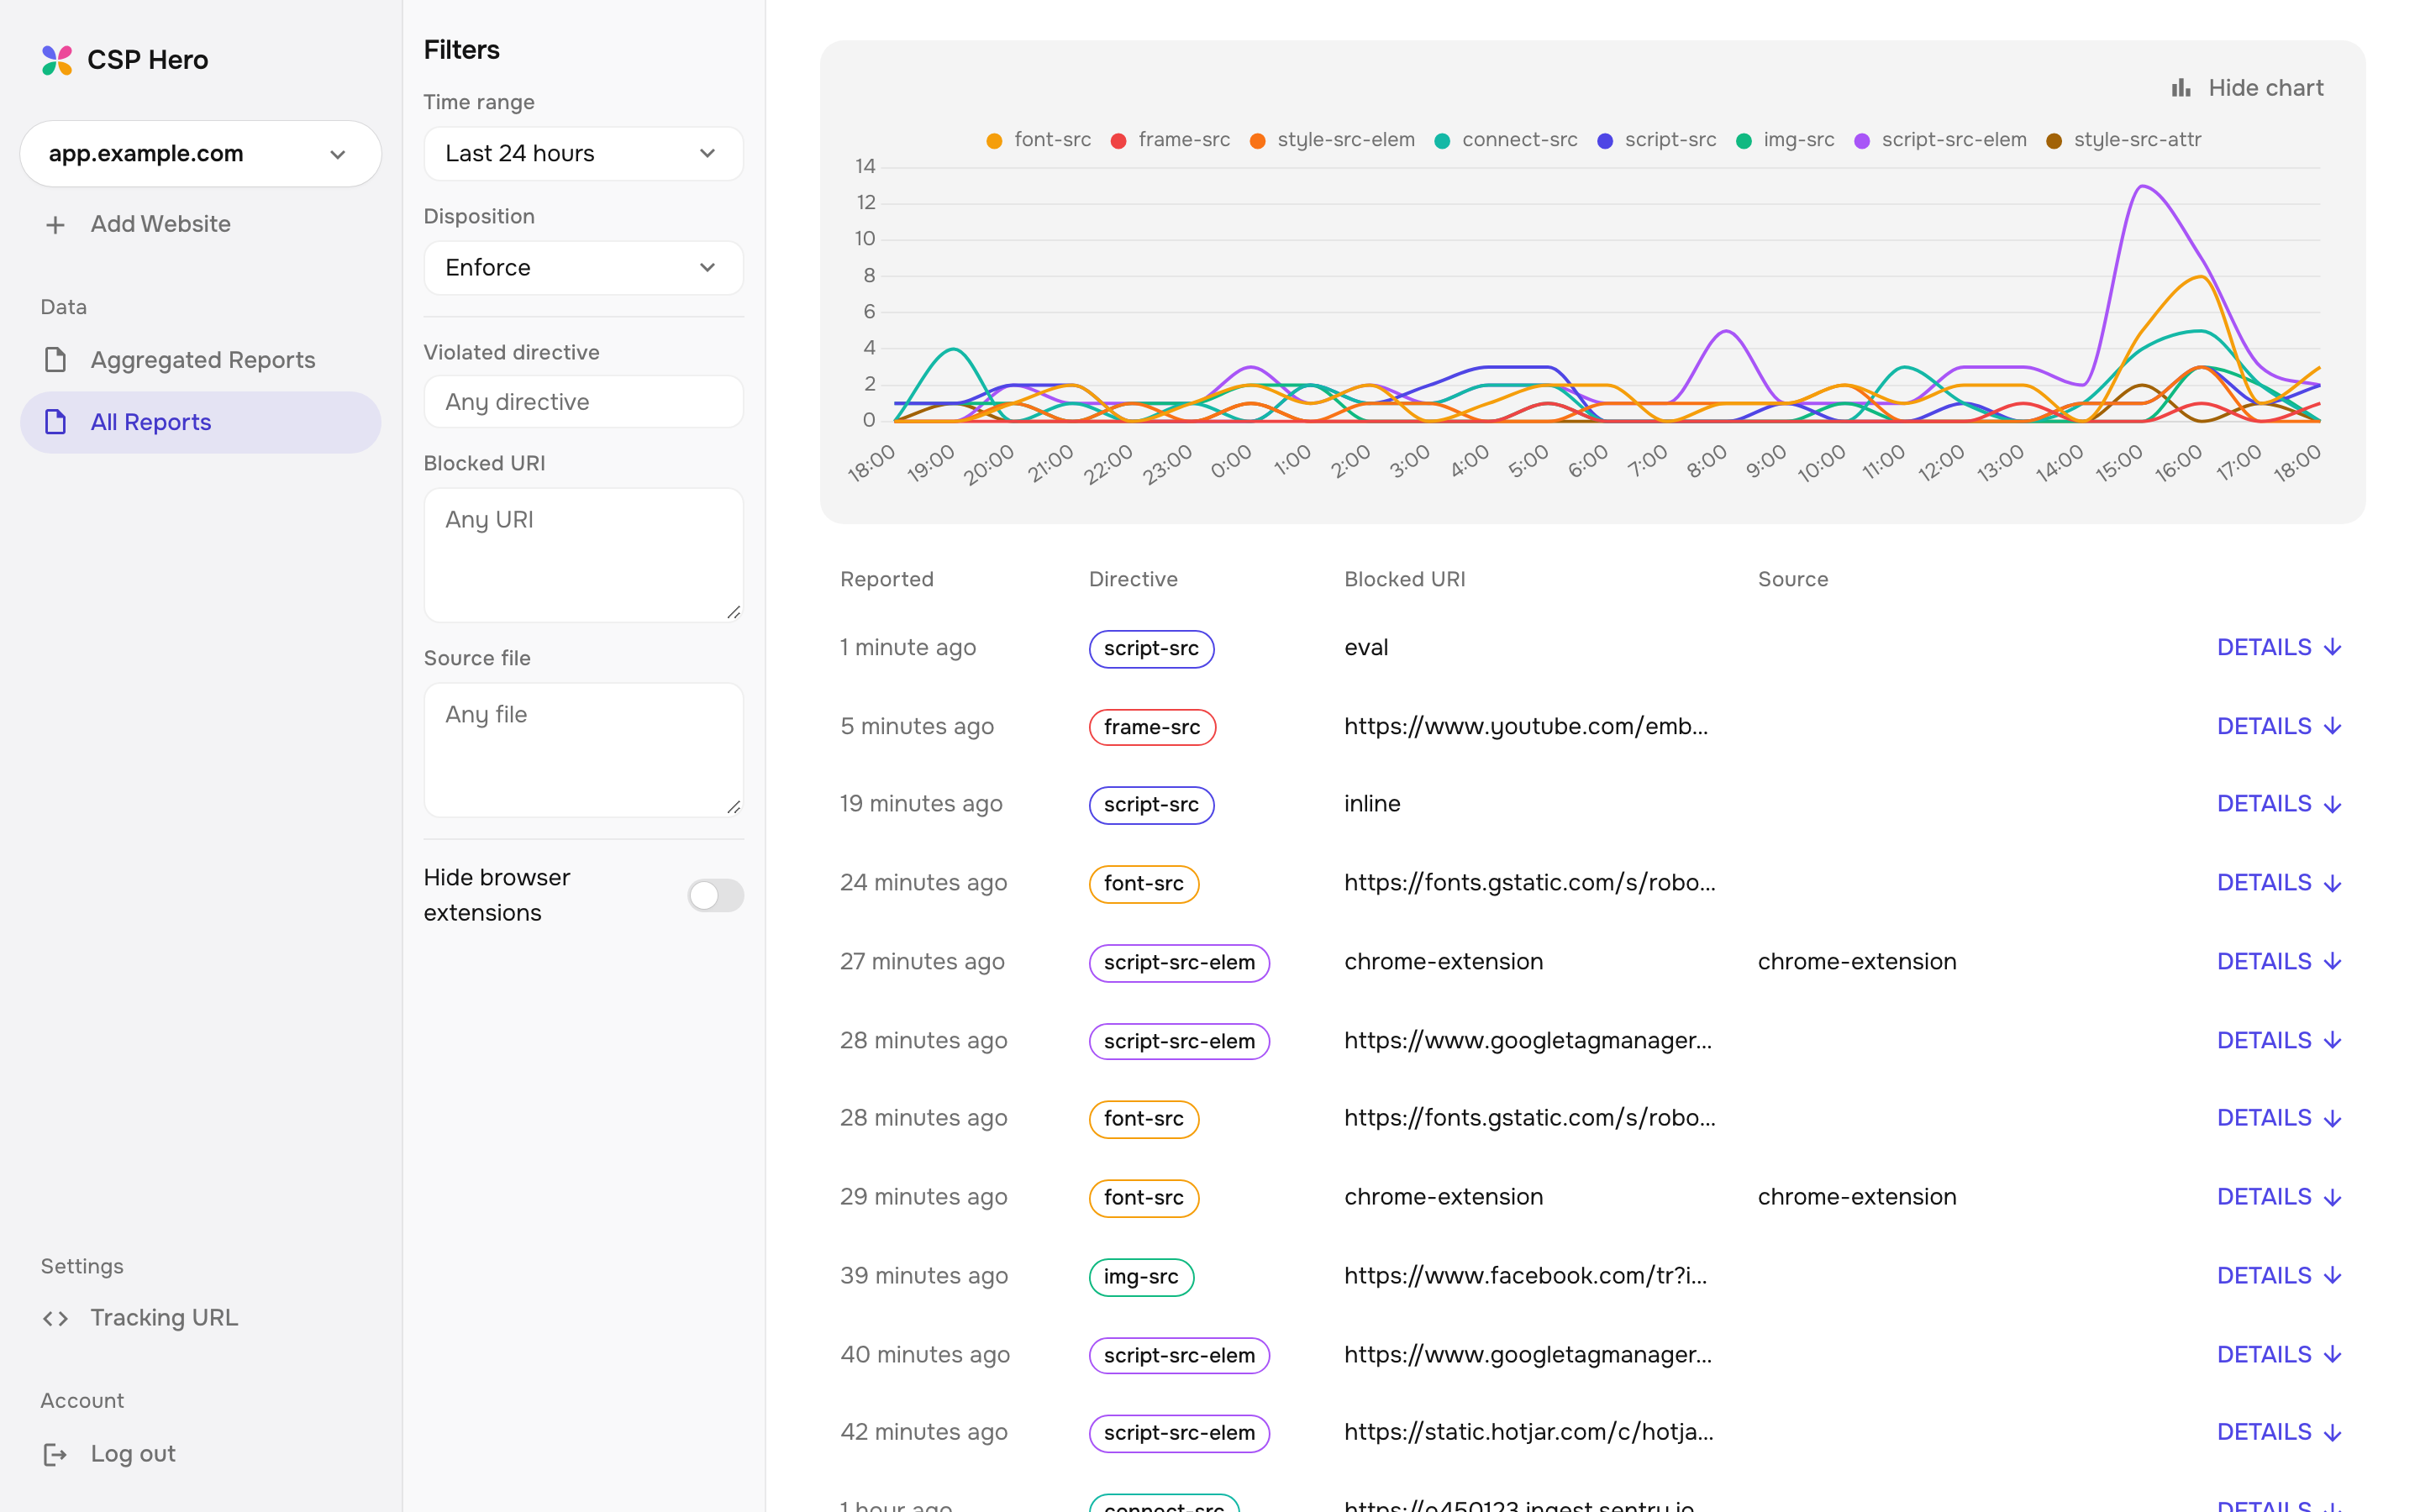 CSP Hero
app.example.com
Add Website
Data
Aggregated Reports
All Reports
Settings
Tracking URL
Account
Log out
Filters
Time range
Last 24 hours
Disposition
Enforce
Violated directive
Any directive
Blocked URI
Any URI
Source file
Any file
Hide browser
extensions
Hide chart
font-src frame-src style-src-elem connect-src script-src img-src script-src-elem style-src-attr
14
12
10
8
6
4
2
0
18:00 19:00 20:00 21:00 22:00 23:00 0:00 1:00 2:00 3:00 4:00 5:00 6:00 7:00 8:00 9:00 10:00 11:00 12:00 13:00 14:00 15:00 16:00 17:00 18:00
Reported Directive Blocked URI Source
1 minute ago script-src eval DETAILS
5 minutes ago frame-src https://www.youtube.com/emb... DETAILS
19 minutes ago script-src inline DETAILS
24 minutes ago font-src https://fonts.gstatic.com/s/robo... DETAILS
27 minutes ago script-src-elem chrome-extension chrome-extension DETAILS
28 minutes ago script-src-elem https://www.googletagmanager... DETAILS
28 minutes ago font-src https://fonts.gstatic.com/s/robo... DETAILS
29 minutes ago font-src chrome-extension chrome-extension DETAILS
39 minutes ago img-src https://www.facebook.com/tr?i... DETAILS
40 minutes ago script-src-elem https://www.googletagmanager... DETAILS
42 minutes ago script-src-elem https://static.hotjar.com/c/hotja... DETAILS
1 hour ago connect-src https://o450123.ingest.sentry.io DETAILS